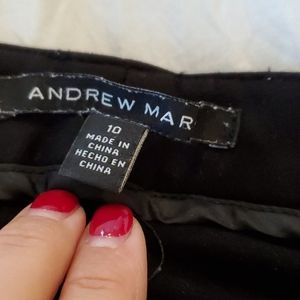 ANDREW MAR
10
MADE IN
CHINA
HECHO EN
CHINA